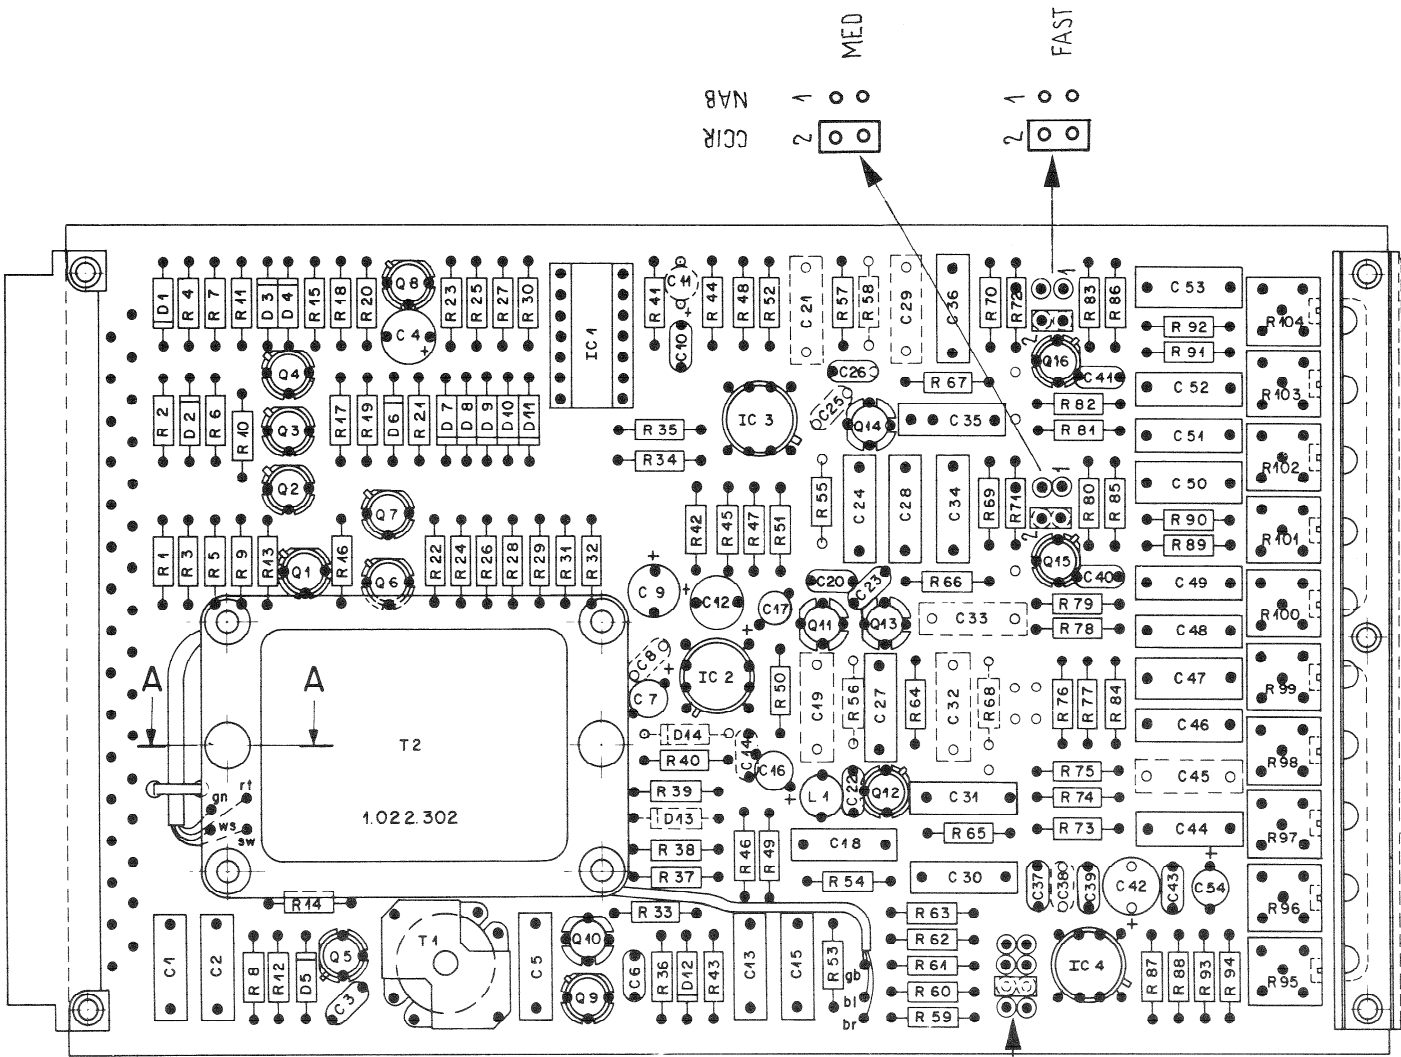 MED
FAST
NAB 1
1
CCIR 2
2
D1 R4 R7 R11 D3 D4 R15 R18 R20 Q8 R23 R25 R27 R30 IC1 R41 C11 + R44 R48 R52 C21 R57 R58 C29 C36 R70 R72 1 R83 R86 C53 R104
C4 + C10 2 R92
Q4 C26 Q16 R91
R67 C41 C52 R103
R2 D2 R6 R10 Q3 R17 R19 D6 R21 D7 D8 D9 D10 D11 R35 IC3 C25 Q14 C35 R82
R34 R81 C51 R102
Q2 Q7 R42 R45 R47 R51 R55 C24 C28 C34 R69 R71 1 R80 R85 C50
2 R90 R101
R1 R3 R5 R9 R13 Q1 R16 Q6 R22 R24 R26 R28 R29 R31 R32 + Q15 R89
C9 + C12 C17 C20 C23 R66 C40 C49
+ Q11 Q13 C33 R79 R100
R78 C48
C8 + IC2 R50 C19 R56 C27 R64 C32 R68 R76 R77 R84 C47 R99
A A C7
T2 D14 C14 C46
R40 C16 + R75 C45 R98
gn rt R39 L1 C22 Q12 C31 R74
1.022.302 D13 R65 R73 C44 R97
ws sw R38 R46 R49 C18
R37 R54 C30 C37 C38 C39 C42 + C43 + C54
R14 R33 R63 R96
C1 C2 R8 R12 D5 Q5 C3 T1 C5 Q10 Q9 C6 R36 D12 R43 C13 C15 R53 gb R62 IC4 R87 R88 R93 R94 R95
R61
bl R60
br R59